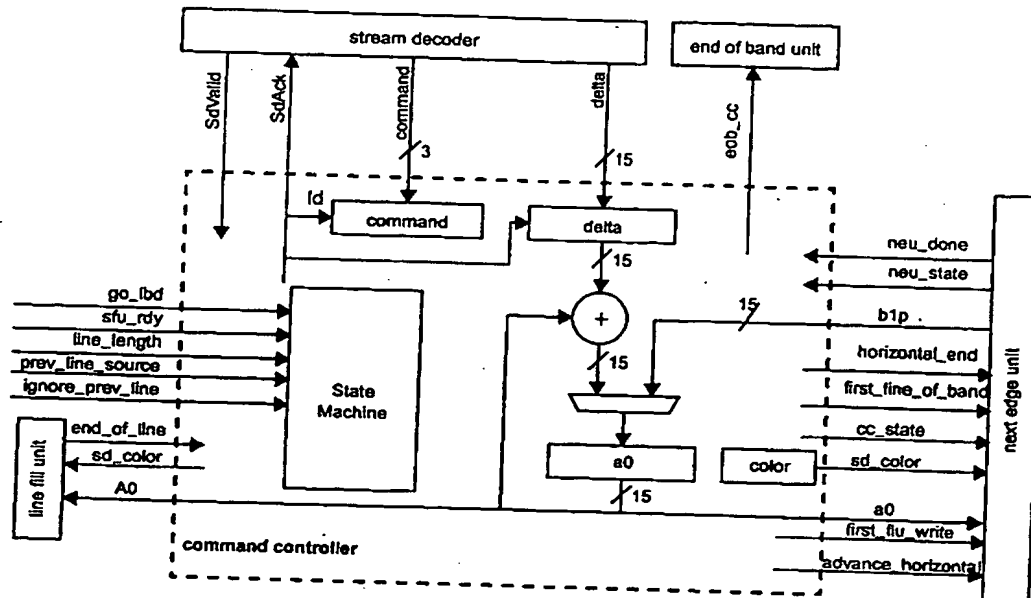 stream decoder
end of band unit
SdValid
SdAck
command
delta
eob_cc
3
15
ld
command
delta
neu_done
15
neu_state
go_lbd
15
b1p
sfu_rdy
+
line_length
horizontal_end
prev_line_source
15
State
Machine
first_fine_of_band
ignore_prev_line
next edge unit
end_of_line
cc_state
line fill unit
sd_color
a0
color
sd_color
A0
15
a0
first_flu_write
command controller
advance_horizontal